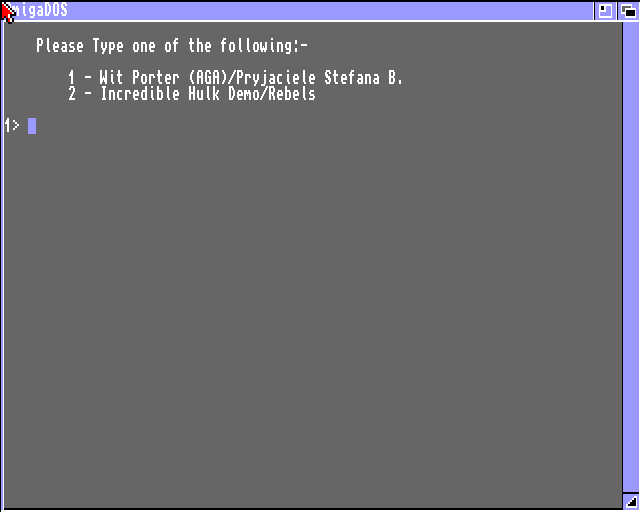 migaDOS
Please Type one of the following:-
1 - Wit Porter (AGA)/Pryjaciele Stefana B.
2 - Incredible Hulk Demo/Rebels
1>